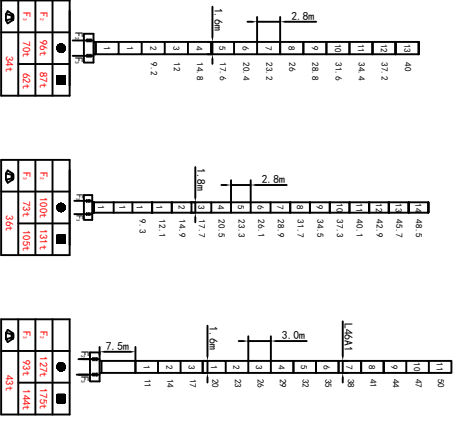 1.6m
2.8m
1 1 2 3 4 5 6 7 8 9 10 11 12 13
9.2 12 14.8 17.6 20.4 23.2 26 28.8 31.6 34.4 37.2 40
F₂ 96t 87t
F₃ 70t 62t
34t
1.8m
2.8m
1 1 1 1 2 3 4 5 6 7 8 9 10 11 12 13 14
9.3 12.1 14.9 17.7 20.5 23.3 26.1 28.9 31.7 34.5 37.3 40.1 42.9 45.7 48.5
F₂ 100t 131t
F₃ 73t 105t
36t
7.5m
1.6m
3.0m
L46A1
1 2 3 1 2 3 4 5 6 7 8 9 10 11
11 14 17 20 23 26 29 32 35 38 41 44 47 50
F₂ 127t 175t
F₃ 93t 144t
43t